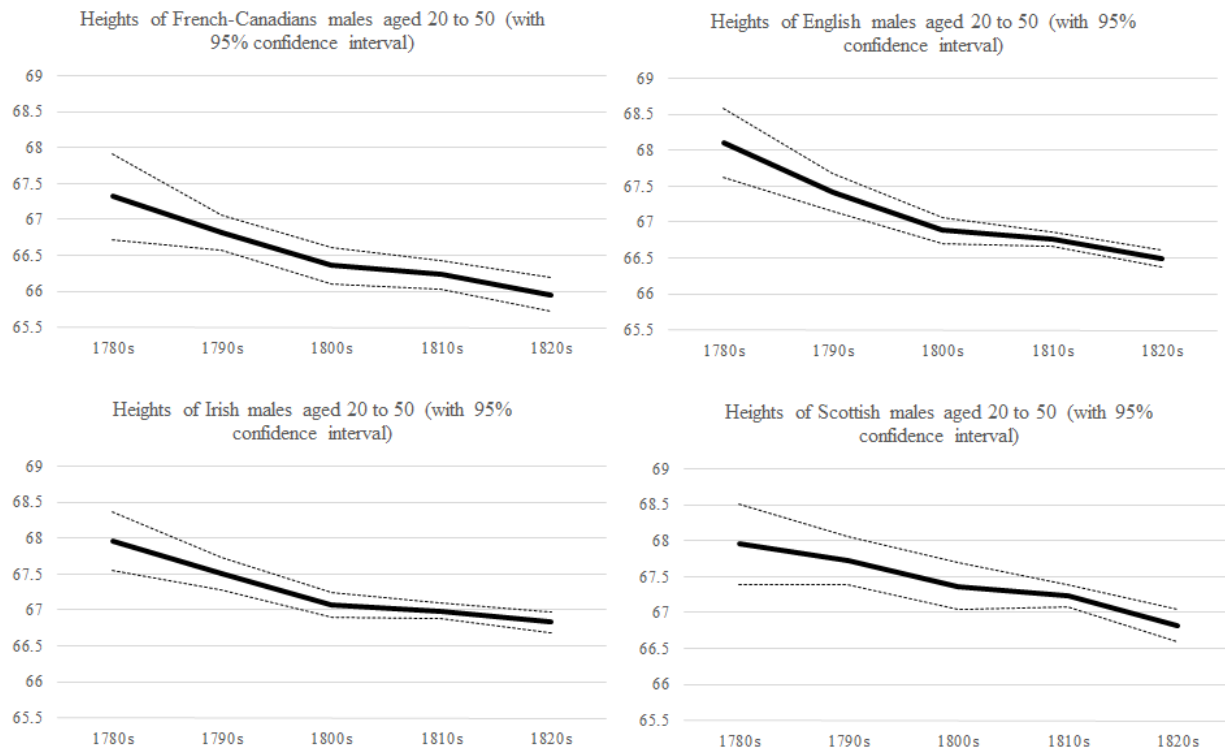 Heights of French-Canadians males aged 20 to 50 (with
95% confidence interval)
69
68.5
68
67.5
67
66.5
66
65.5
1780s 1790s 1800s 1810s 1820s
Heights of English males aged 20 to 50 (with 95%
confidence interval)
69
68.5
68
67.5
67
66.5
66
65.5
1780s 1790s 1800s 1810s 1820s
Heights of Irish males aged 20 to 50 (with 95%
confidence interval)
69
68.5
68
67.5
67
66.5
66
65.5
1780s 1790s 1800s 1810s 1820s
Heights of Scottish males aged 20 to 50 (with 95%
confidence interval)
69
68.5
68
67.5
67
66.5
66
65.5
1780s 1790s 1800s 1810s 1820s